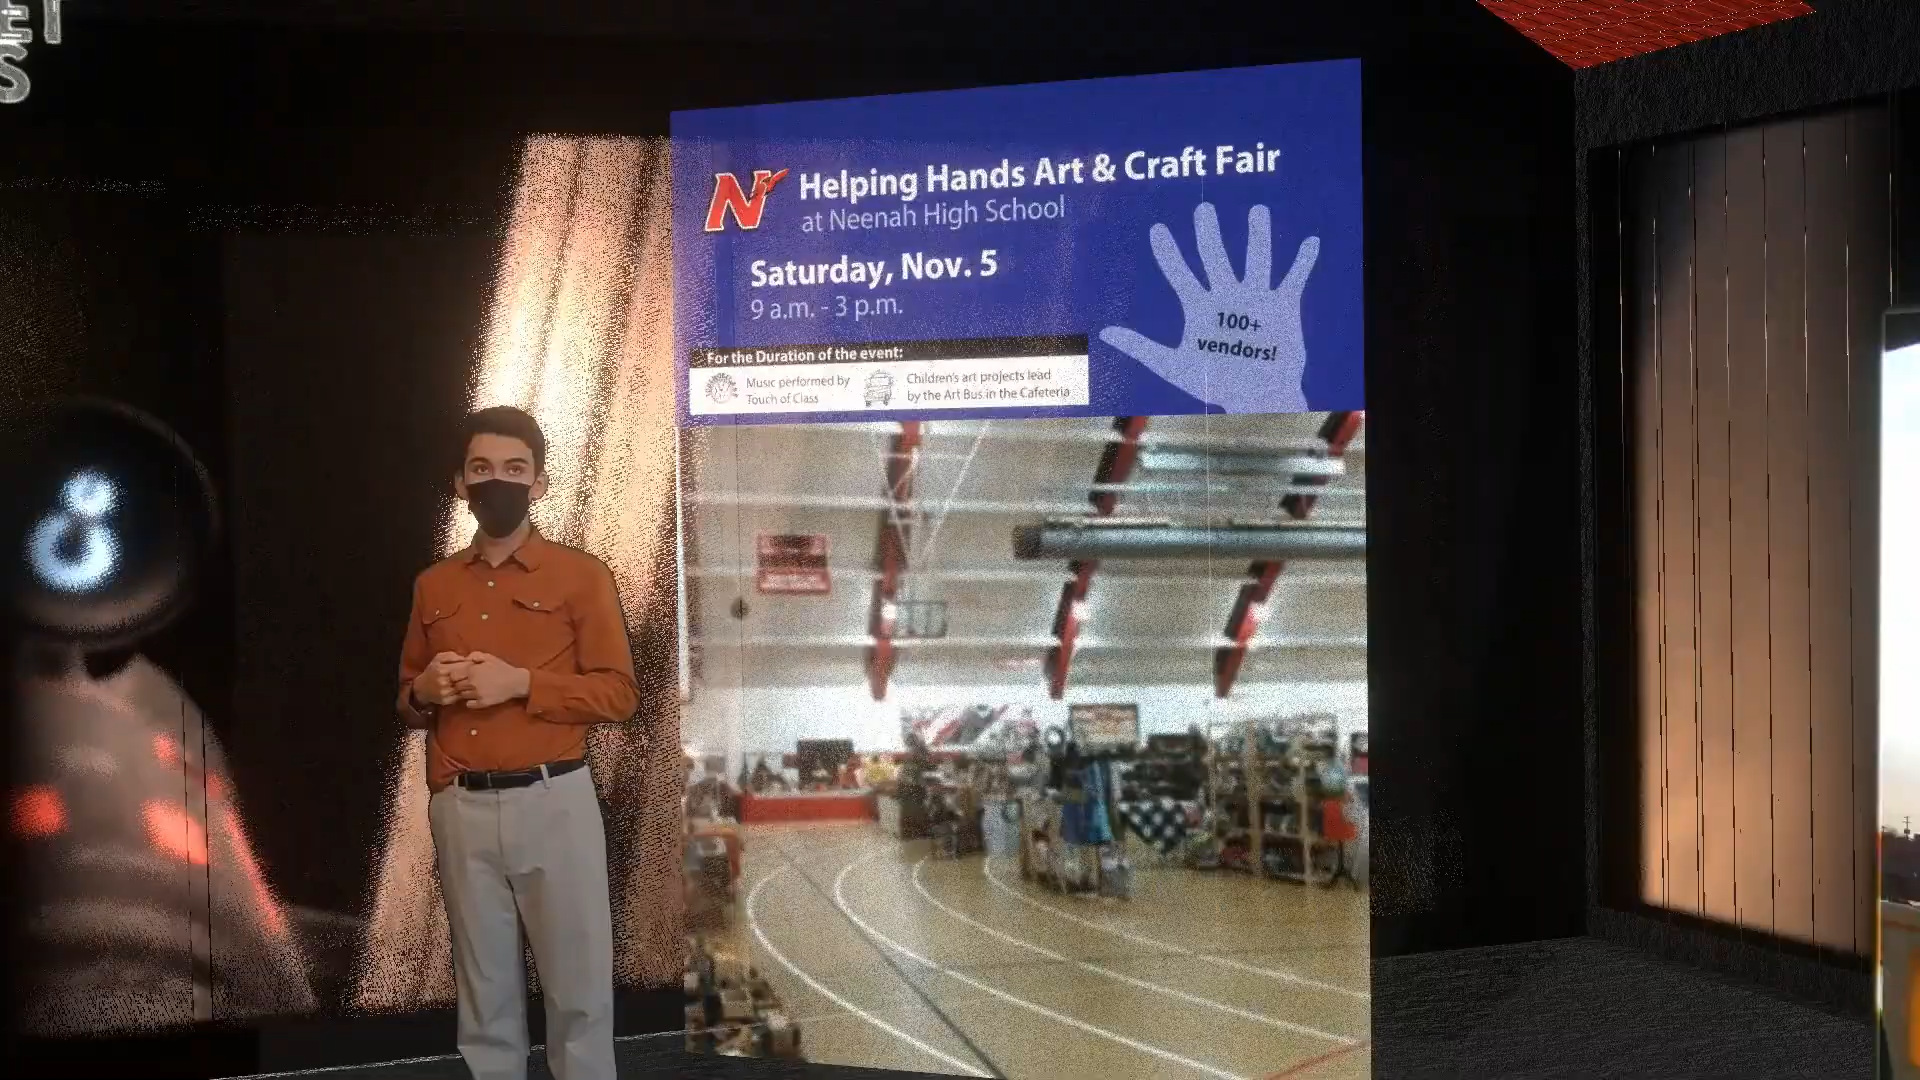 Helping Hands Art & Craft Fair
at Neenah High School
Saturday, Nov. 5
9 a.m. - 3 p.m.
100+
vendors!
For the Duration of the event:
Music performed by
Touch of Class
Children's art projects lead
by the Art Bus in the Cafeteria
N